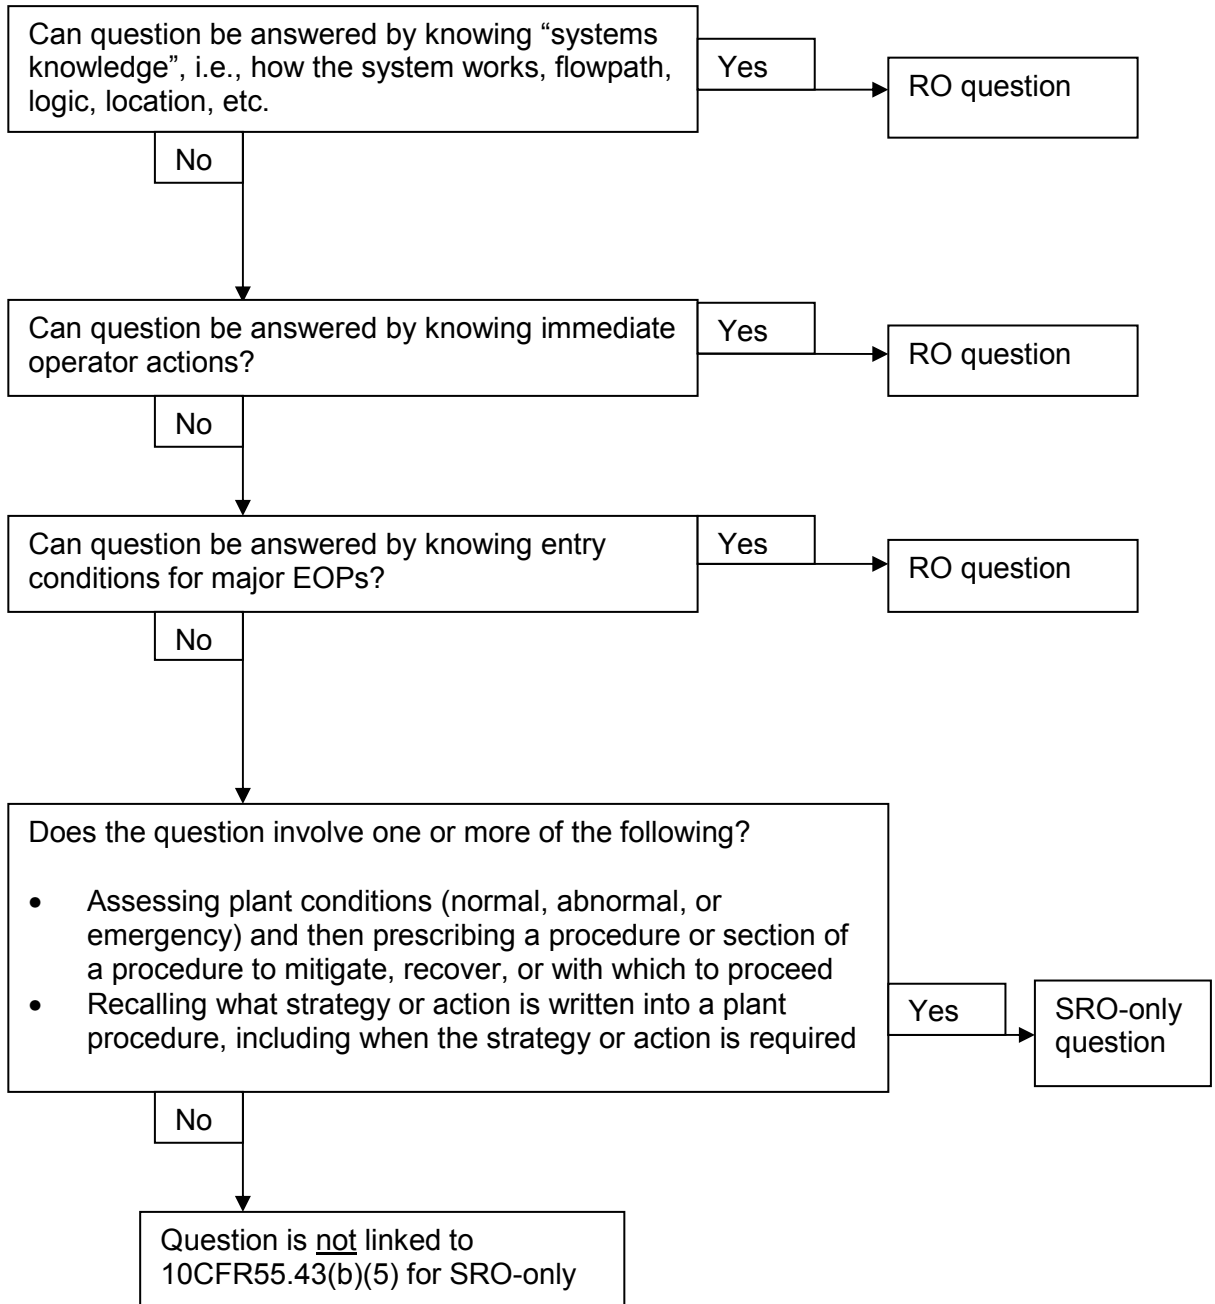 Can question be answered by knowing “systems
knowledge”, i.e., how the system works, flowpath,
logic, location, etc.
Yes
RO question
No
Can question be answered by knowing immediate
operator actions?
Yes
RO question
No
Can question be answered by knowing entry
conditions for major EOPs?
Yes
RO question
No
Does the question involve one or more of the following?
• Assessing plant conditions (normal, abnormal, or
emergency) and then prescribing a procedure or section of
a procedure to mitigate, recover, or with which to proceed
• Recalling what strategy or action is written into a plant
procedure, including when the strategy or action is required
Yes
SRO-only
question
No
Question is not linked to
10CFR55.43(b)(5) for SRO-only